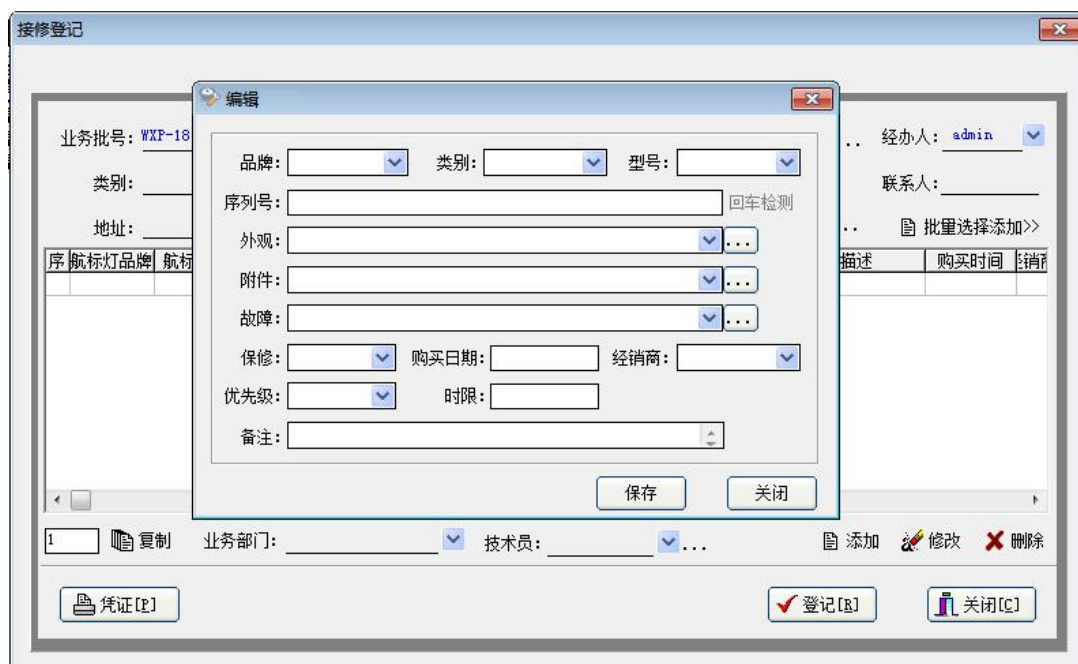 接修登记
编辑
业务批号: WXP-18
.. 经办人: admin
品牌: 类别: 型号:
类别:
联系人:
序列号: 回车检测
地址:
.. 批量选择添加>>
外观: ...
序 航标灯品牌 航标 描述 购买时间 经销商
附件: ...
故障: ...
保修: 购买日期: 经销商:
优先级: 时限:
备注:
保存 关闭
1 复制 业务部门: 技术员: ... 添加 修改 删除
凭证[P] 登记[R] 关闭[C]